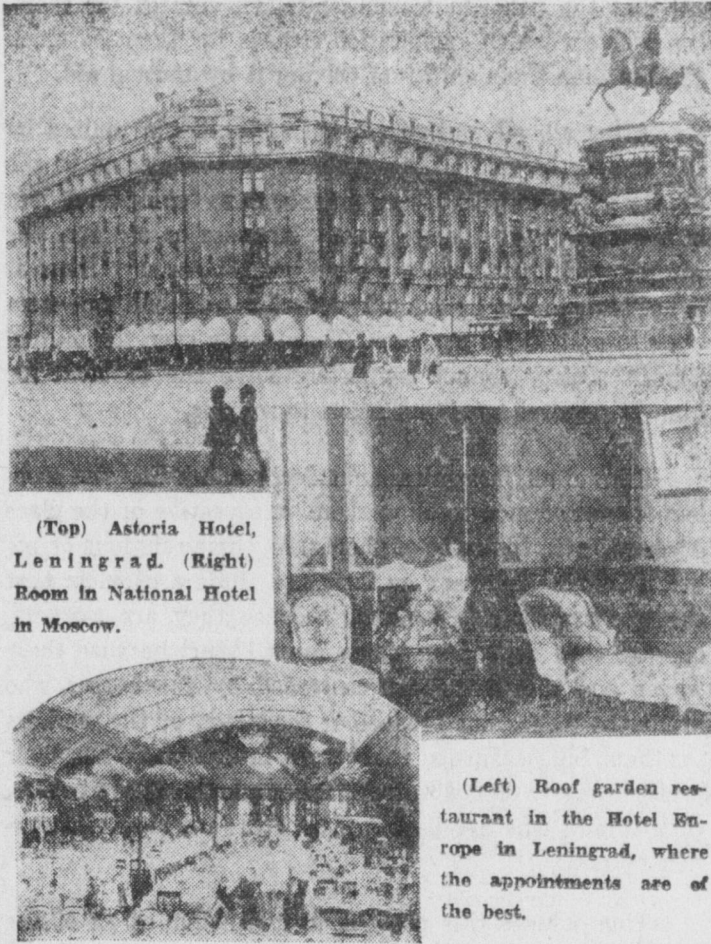 (Top) Astoria Hotel,
Leningrad. (Right)
Room in National Hotel
in Moscow.
(Left) Roof garden res-
taurant in the Hotel Eu-
rope in Leningrad, where
the appointments are of
the best.